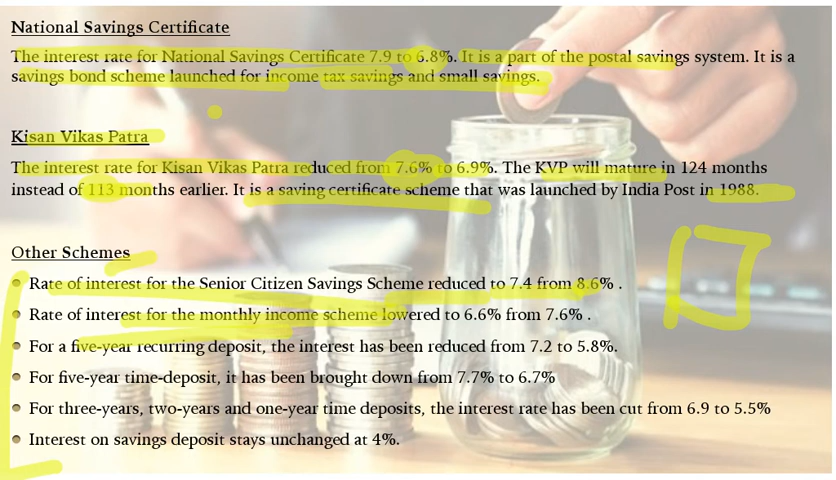 National Savings Certificate
The interest rate for National Savings Certificate 7.9 to 6.8%. It is a part of the postal savings system. It is a
savings bond scheme launched for income tax savings and small savings.
Kisan Vikas Patra
The interest rate for Kisan Vikas Patra reduced from 7.6% to 6.9%. The KVP will mature in 124 months
instead of 113 months earlier. It is a saving certificate scheme that was launched by India Post in 1988.
Other Schemes
Rate of interest for the Senior Citizen Savings Scheme reduced to 7.4 from 8.6% .
Rate of interest for the monthly income scheme lowered to 6.6% from 7.6% .
For a five-year recurring deposit, the interest has been reduced from 7.2 to 5.8%.
For five-year time-deposit, it has been brought down from 7.7% to 6.7%
For three-years, two-years and one-year time deposits, the interest rate has been cut from 6.9 to 5.5%
Interest on savings deposit stays unchanged at 4%.